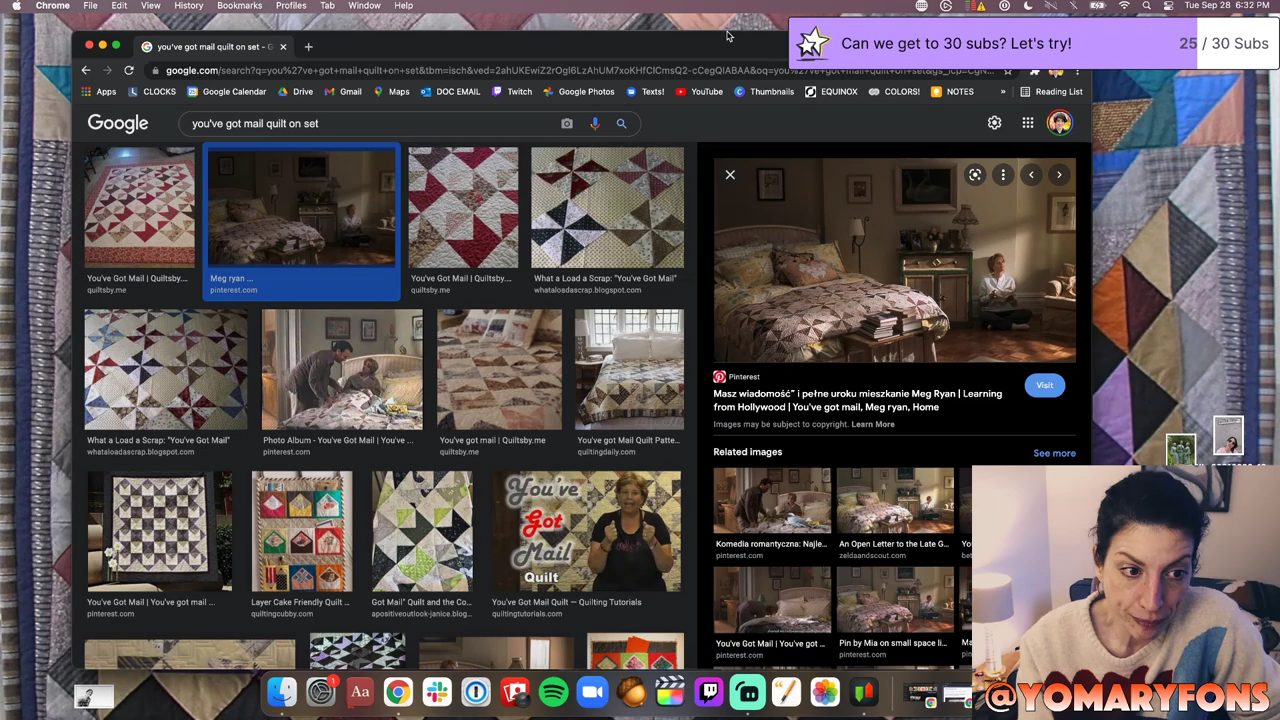 Chrome File Edit View History Bookmarks Profiles Tab Window Help
Tue Sep 28 6:32 PM
Can we get to 30 subs? Let's try!
25 / 30 Subs
you've got mail quilt on set - G
Apps CLOCKS Google Calendar Drive Gmail Maps DOC EMAIL Twitch Google Photos Texts! YouTube Thumbnails EQUINOX COLORS! NOTES » Reading List
Google
you've got mail quilt on set
You've Got Mail | Quiltsby....
quiltsby.me
Meg ryan ...
pinterest.com
You've Got Mail | Quiltsby....
quiltsby.me
What a Load a Scrap: "You've Got Mail"
whataloadascrap.blogspot.com
What a Load a Scrap: "You've Got Mail"
whataloadascrap.blogspot.com
Photo Album - You've Got Mail | You've ...
pinterest.com
You've got mail | Quiltsby.me
quiltsby.me
You've got Mail Quilt Patte...
quiltingdaily.com
You've
Got
Mail
Quilt
You've Got Mail | You've got mail ...
pinterest.com
Layer Cake Friendly Quilt ...
quiltingcubby.com
Got Mail" Quilt and the Co...
apositiveoutlook-janice.blog...
You've Got Mail Quilt — Quilting Tutorials
quiltingtutorials.com
Pinterest
Masz wiadomość" i pełne uroku mieszkanie Meg Ryan | Learning
from Hollywood | You've got mail, Meg ryan, Home
Visit
Images may be subject to copyright. Learn More
Related images
See more
Komedia romantyczna: Najle...
pinterest.com
An Open Letter to the Late G...
zeldaandscout.com
You've Got Mail | You've got ...
pinterest.com
Pin by Mia on small space li...
pinterest.com
1
Aa
@YOMARYFONS